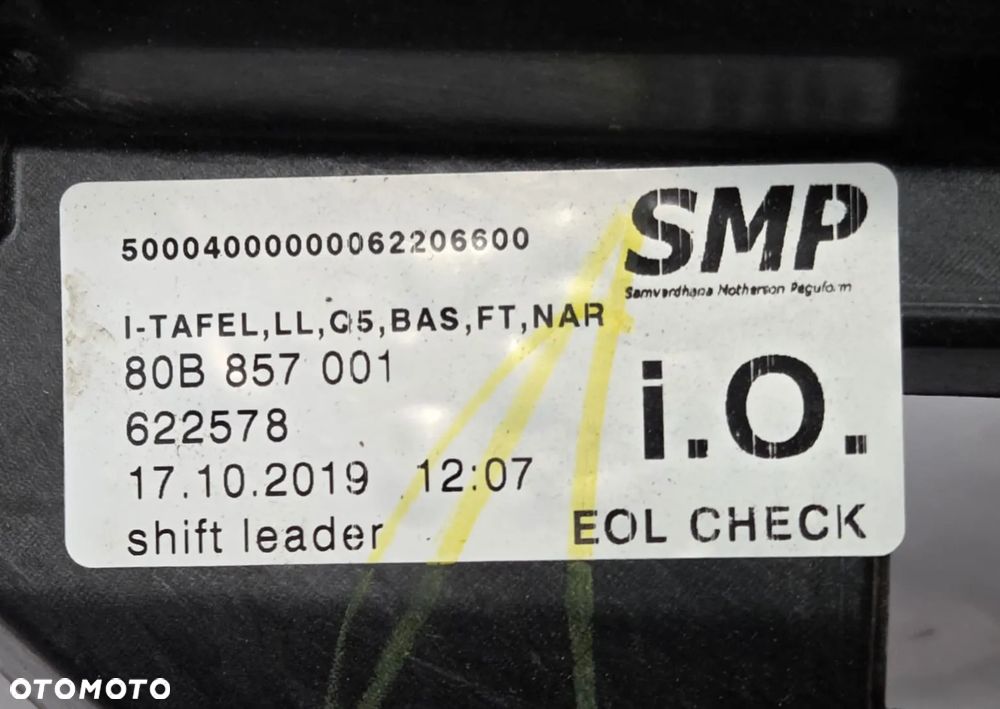 50004000000062206600
SMP
Samvardhana Motherson Peguform
I-TAFEL,LL,Q5,BAS,FT,NAR
80B 857 001
i.O.
622578
17.10.2019 12:07
shift leader
EOL CHECK
OTOMOTO